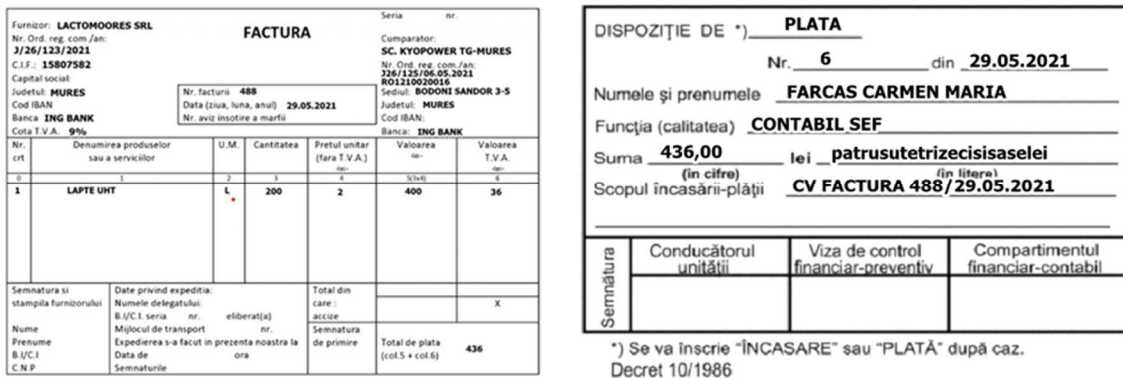 Seria nr.
Furnizor: LACTOMOORES SRL
FACTURA
Nr. Ord. reg. com./an:
J/26/123/2021
C.I.F.: 15807582
Capital social:
Judetul: MURES
Cod IBAN
Banca ING BANK
Cota T.V.A. 9%
Nr. facturii 488
Data (ziua, luna, anul) 29.05.2021
Nr. aviz insotire a marfii
Cumparator:
SC. KYOPOWER TG-MURES
Nr. Ord. reg. com./an:
J26/125/06.05.2021
RO1210020016
Sediul: BODONI SANDOR 3-5
Judetul: MURES
Cod IBAN:
Banca: ING BANK
Nr. crt Denumirea produselor sau a serviciilor U.M. Cantitatea Pretul unitar (fara T.V.A.) -lei- Valoarea -lei- Valoarea T.V.A. -lei-
0 1 2 3 4 5(3x4) 6
1 LAPTE UHT L 200 2 400 36
Semnatura si
stampila furnizorului
Nume
Prenume
B.I/C.I
C.N.P
Date privind expeditia:
Numele delegatului:
B.I/C.I. seria nr. eliberat(a)
Mijlocul de transport nr.
Expedierea s-a facut in prezenta noastra la
Data de ora
Semnaturile
Total din
care :
accize
X
Semnatura
de primire
Total de plata
(col.5 + col.6) 436
DISPOZIŢIE DE *) PLATA
Nr. 6 din 29.05.2021
Numele şi prenumele FARCAS CARMEN MARIA
Funcţia (calitatea) CONTABIL SEF
Suma 436,00 lei patrusutetrizecisisaselei
(în cifre) (în litere)
Scopul încasării-plăţii CV FACTURA 488/29.05.2021
Semnătura
Conducătorul unităţii
Viza de control financiar-preventiv
Compartimentul financiar-contabil
*) Se va înscrie "ÎNCASARE" sau "PLATĂ" după caz.
Decret 10/1986